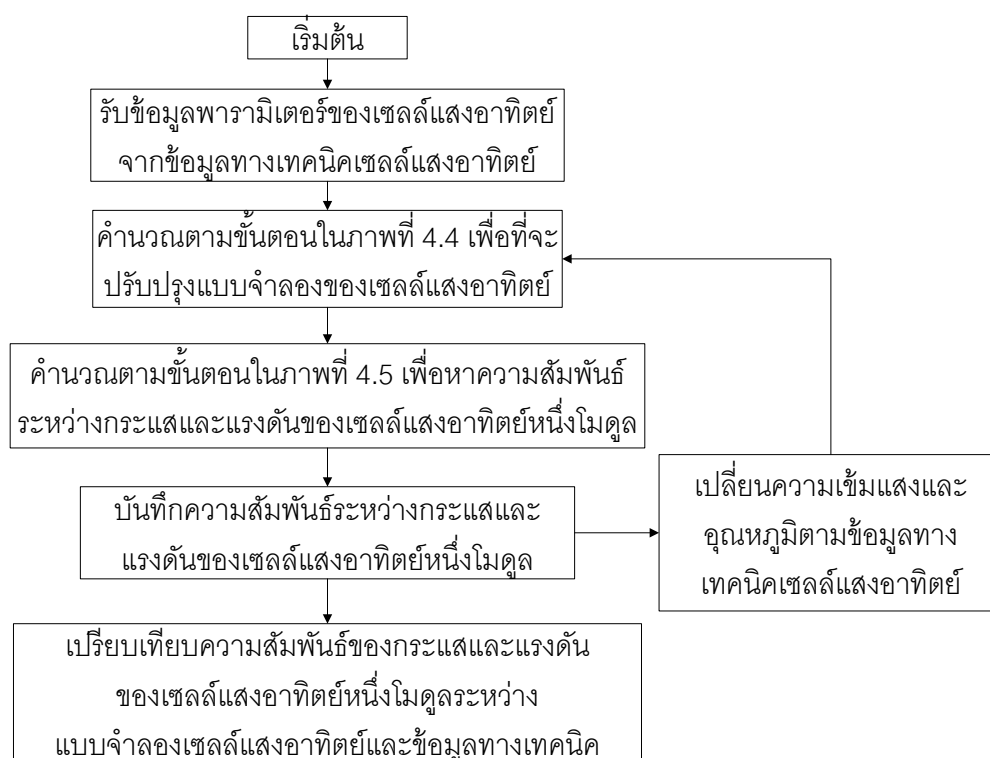 เริ่มต้น
รับข้อมูลพารามิเตอร์ของเซลล์แสงอาทิตย์
จากข้อมูลทางเทคนิคเซลล์แสงอาทิตย์
คำนวณตามขั้นตอนในภาพที่ 4.4 เพื่อที่จะ
ปรับปรุงแบบจำลองของเซลล์แสงอาทิตย์
คำนวณตามขั้นตอนในภาพที่ 4.5 เพื่อหาความสัมพันธ์
ระหว่างกระแสและแรงดันของเซลล์แสงอาทิตย์หนึ่งโมดูล
บันทึกความสัมพันธ์ระหว่างกระแสและ
แรงดันของเซลล์แสงอาทิตย์หนึ่งโมดูล
เปลี่ยนความเข้มแสงและ
อุณหภูมิตามข้อมูลทาง
เทคนิคเซลล์แสงอาทิตย์
เปรียบเทียบความสัมพันธ์ของกระแสและแรงดัน
ของเซลล์แสงอาทิตย์หนึ่งโมดูลระหว่าง
แบบจำลองเซลล์แสงอาทิตย์และข้อมูลทางเทคนิค